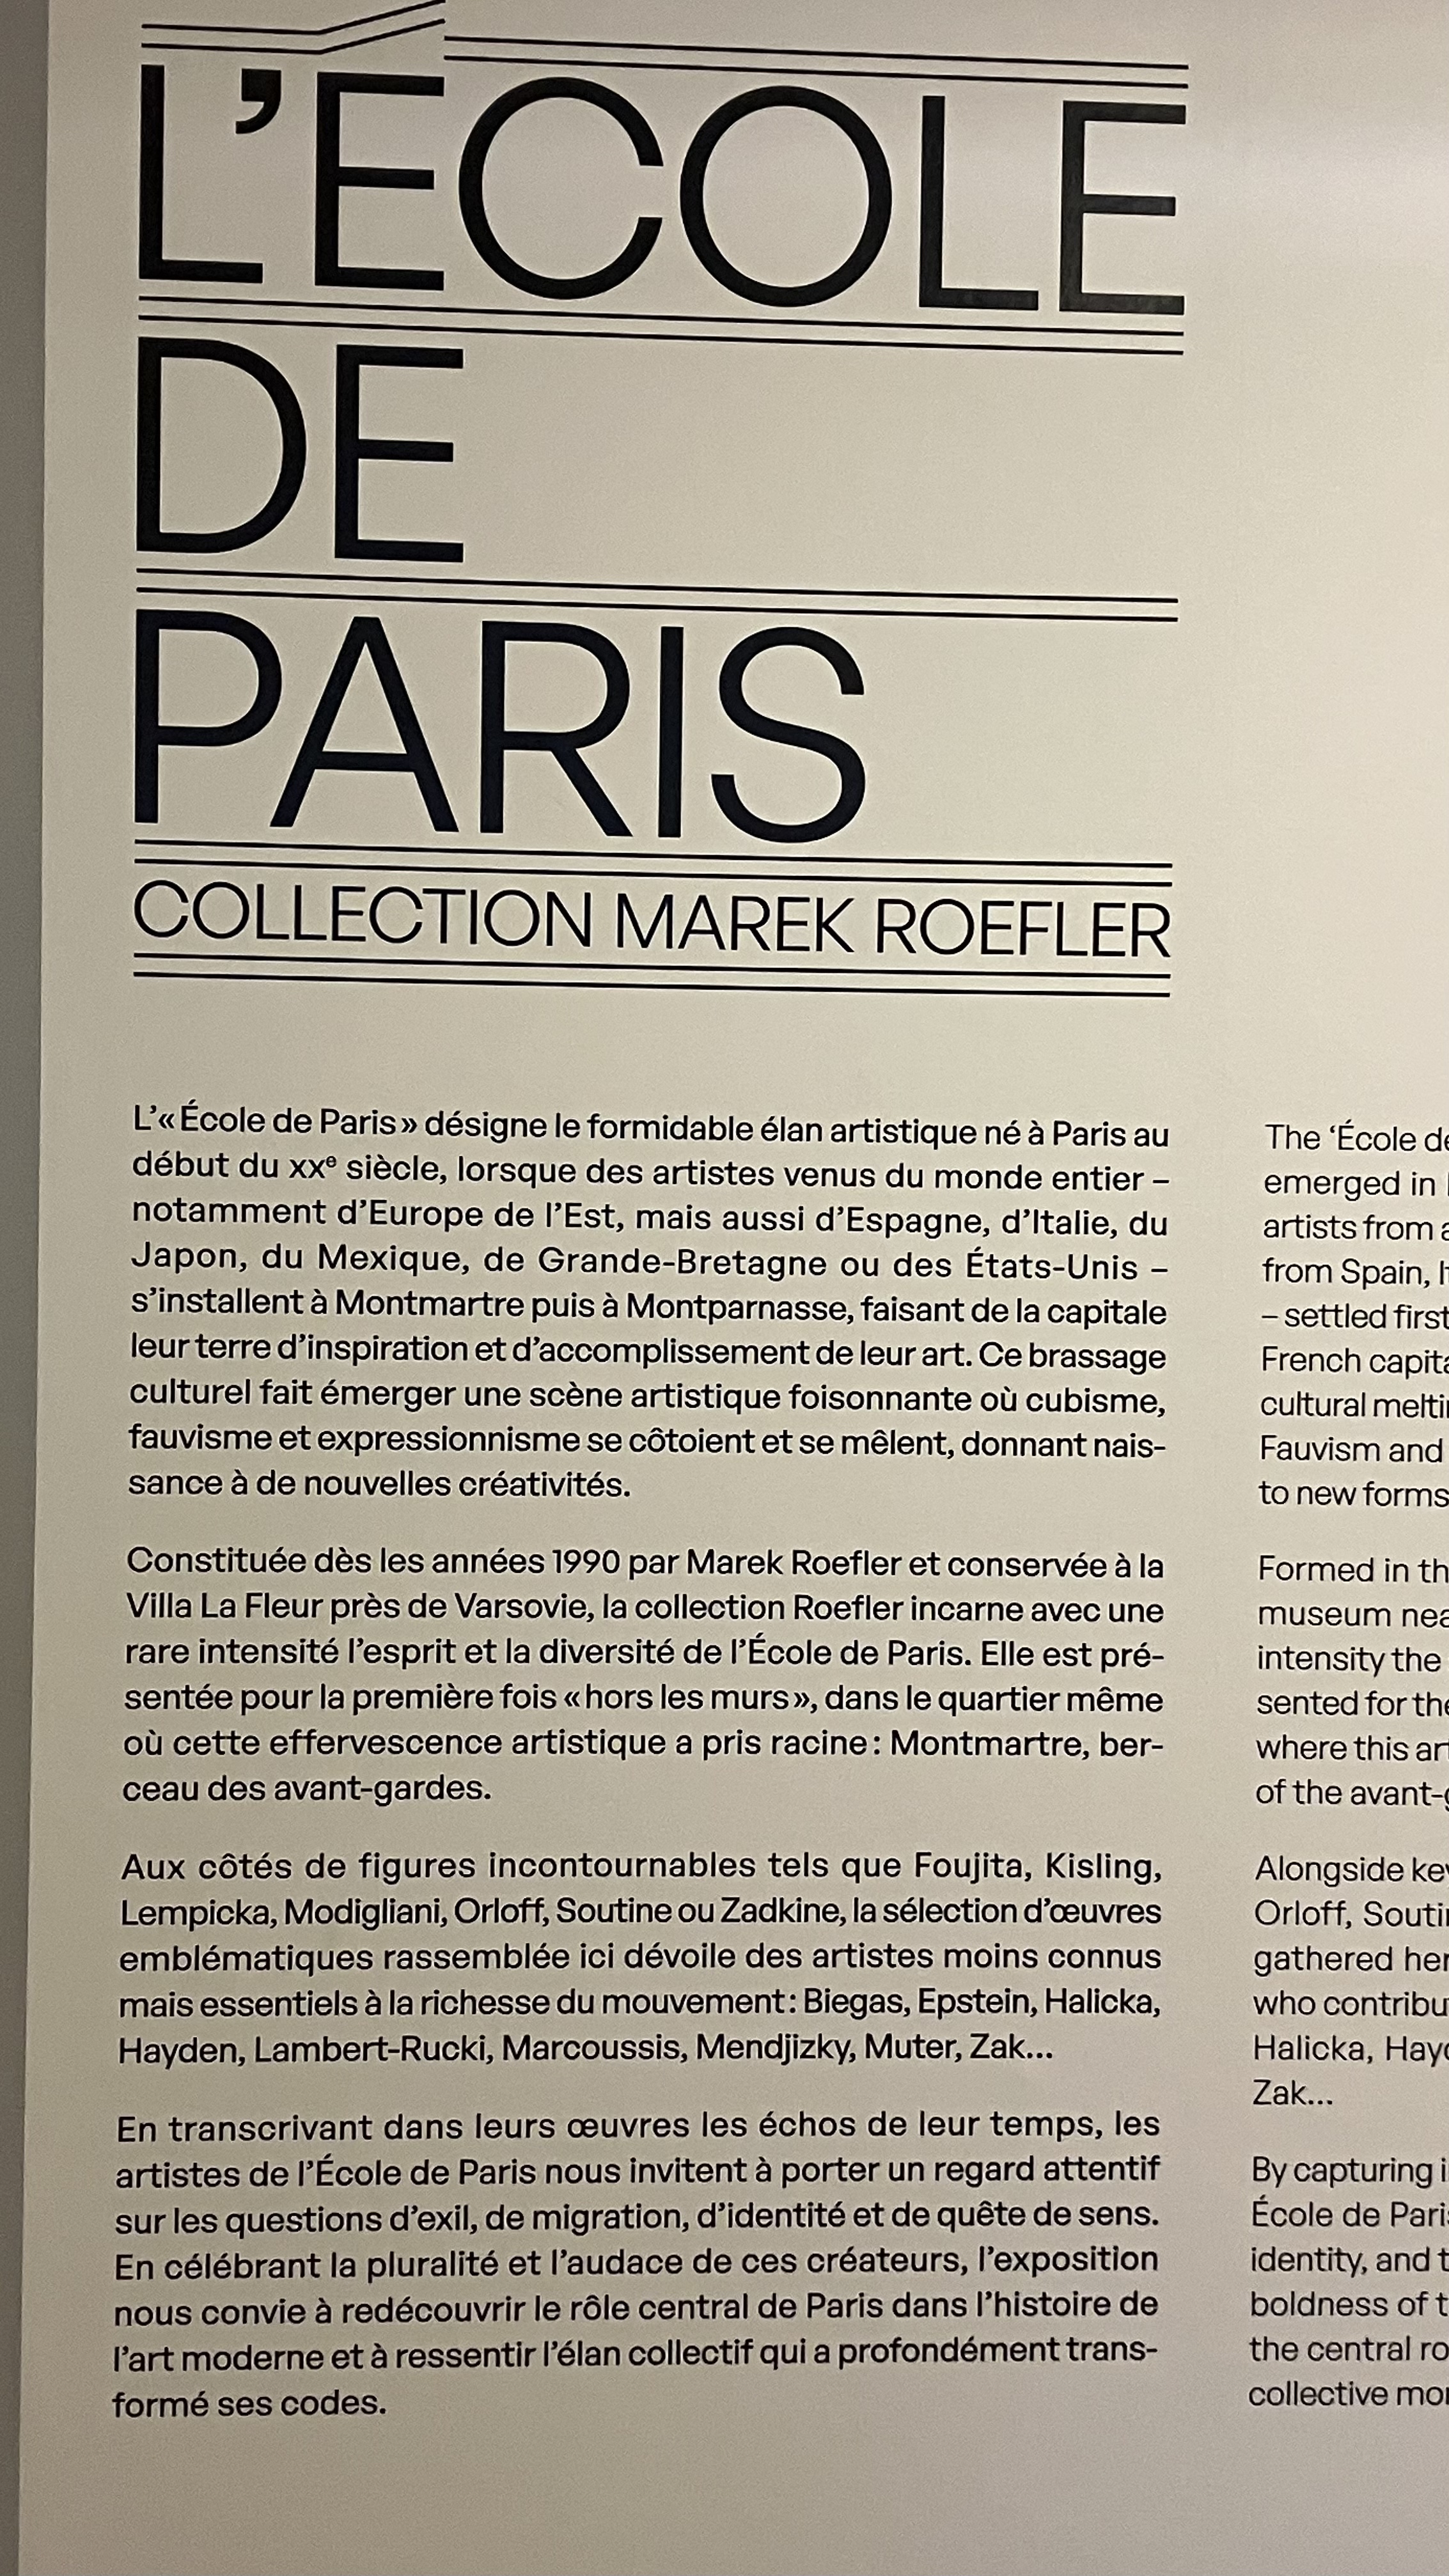 L’ÉCOLE
DE
PARIS
COLLECTION MAREK ROEFLER
L’« École de Paris » désigne le formidable élan artistique né à Paris au
début du XXᵉ siècle, lorsque des artistes venus du monde entier –
notamment d’Europe de l’Est, mais aussi d’Espagne, d’Italie, du
Japon, du Mexique, de Grande-Bretagne ou des États-Unis –
s’installent à Montmartre puis à Montparnasse, faisant de la capitale
leur terre d’inspiration et d’accomplissement de leur art. Ce brassage
culturel fait émerger une scène artistique foisonnante où cubisme,
fauvisme et expressionnisme se côtoient et se mêlent, donnant nais-
sance à de nouvelles créativités.
Constituée dès les années 1990 par Marek Roefler et conservée à la
Villa La Fleur près de Varsovie, la collection Roefler incarne avec une
rare intensité l’esprit et la diversité de l’École de Paris. Elle est pré-
sentée pour la première fois « hors les murs », dans le quartier même
où cette effervescence artistique a pris racine : Montmartre, ber-
ceau des avant-gardes.
Aux côtés de figures incontournables tels que Foujita, Kisling,
Lempicka, Modigliani, Orloff, Soutine ou Zadkine, la sélection d’œuvres
emblématiques rassemblée ici dévoile des artistes moins connus
mais essentiels à la richesse du mouvement : Biegas, Epstein, Halicka,
Hayden, Lambert-Rucki, Marcoussis, Mendjizky, Muter, Zak...
En transcrivant dans leurs œuvres les échos de leur temps, les
artistes de l’École de Paris nous invitent à porter un regard attentif
sur les questions d’exil, de migration, d’identité et de quête de sens.
En célébrant la pluralité et l’audace de ces créateurs, l’exposition
nous convie à redécouvrir le rôle central de Paris dans l’histoire de
l’art moderne et à ressentir l’élan collectif qui a profondément trans-
formé ses codes.
The ‘École
emerged in
artists from
from Spain,
– settled first
French
cultural
Fauvism and
to new forms
Formed in
museum
intensity the
sented for
where this
of the
Alongside
Orloff,
gathered
who
Halicka,
Zak...
By capturing
École de
identity, and
boldness of
the central
collective